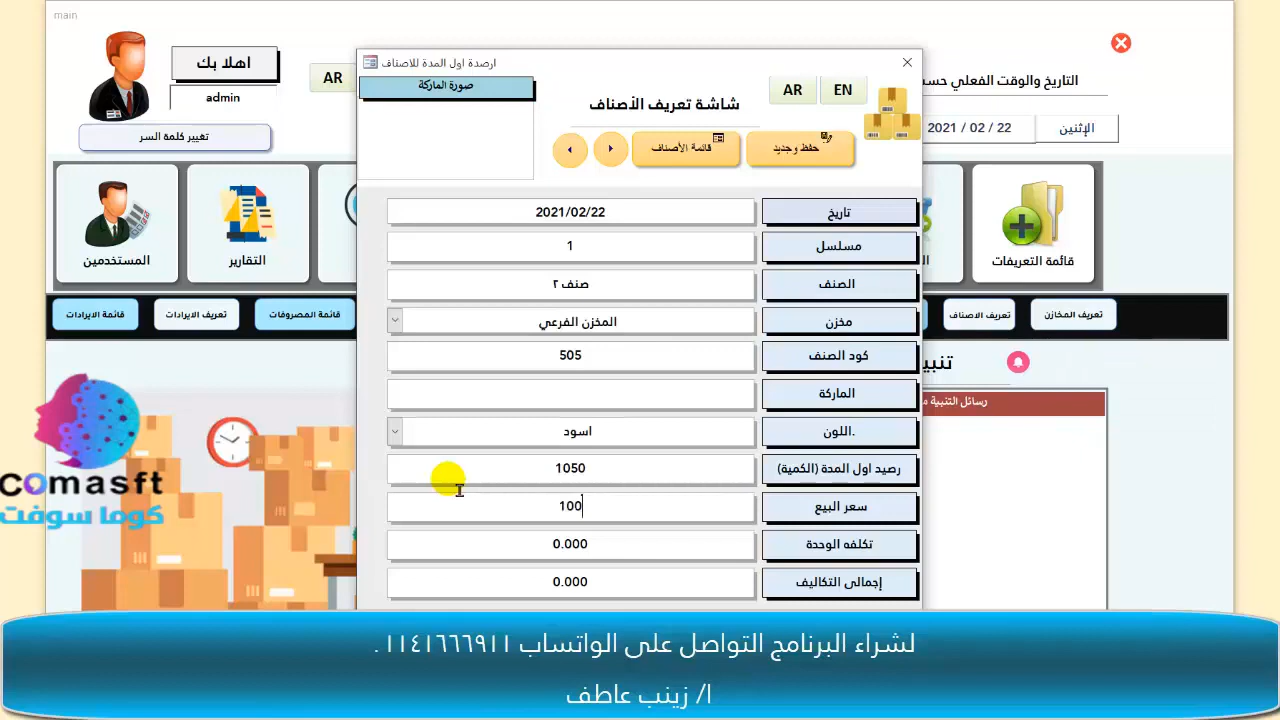 main
اهلا بك
admin
تغيير كلمة السر
AR
ارصدة اول المدة للاصناف
صورة الماركة
شاشة تعريف الأصناف
AR
EN
قائمة الأصناف
حفظ وجديد
التاريخ والوقت الفعلي حسب
2021 / 02 / 22
الإثنين
المستخدمين
التقارير
قائمة التعريفات
قائمة الايرادات
تعريف الايرادات
قائمة المصروفات
تعريف الاصناف
تعريف المخازن
تاريخ
2021/02/22
مسلسل
1
الصنف
صنف ٢
مخزن
المخزن الفرعي
كود الصنف
505
الماركة
اللون.
اسود
رصيد اول المدة (الكمية)
1050
سعر البيع
100
تكلفه الوحدة
0.000
إجمالى التكاليف
0.000
رسائل التنبية
comasft
كوما سوفت
لشراء البرنامج التواصل على الواتساب ١١٤١٦٦٦٩١١ .
ا/ زينب عاطف